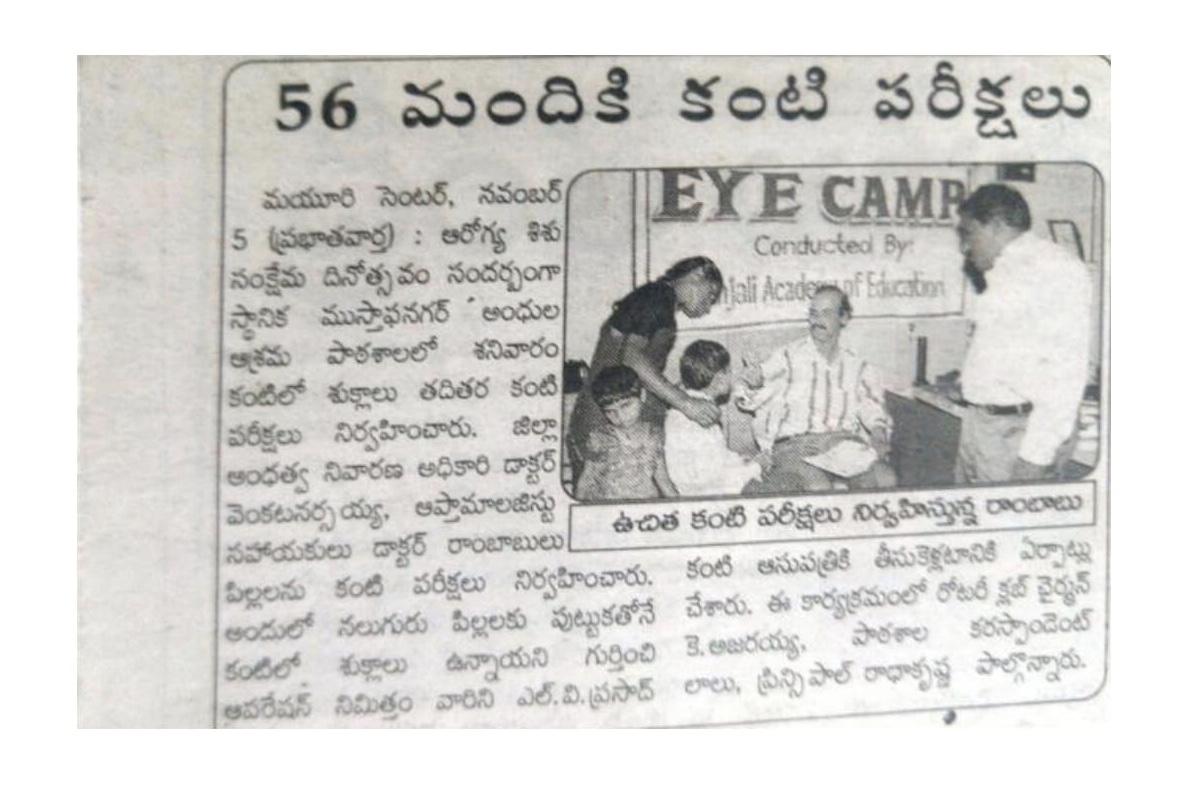 56 మందికి కంటి పరీక్షలు
మయూరి సెంటర్, నవంబర్
5 (ప్రభాతవార్త) : ఆరోగ్య శిశు
సంక్షేమ దినోత్సవం సందర్భంగా
స్థానిక ముస్తాఫనగర్ అంధుల
ఆశ్రమ పాఠశాలలో శనివారం
కంటిలో శుక్లాలు తదితర కంటి
పరీక్షలు నిర్వహించారు. జిల్లా
అంధత్వ నివారణ అధికారి డాక్టర్
వెంకటనర్సయ్య, ఆప్తామాలజిస్టు
సహాయకులు డాక్టర్ రాంబాబులు
పిల్లలను కంటి పరీక్షలు నిర్వహించారు.
అందులో నలుగురు పిల్లలకు పుట్టుకతోనే
కంటిలో శుక్లాలు ఉన్నాయని గుర్తించి
ఆపరేషన్ నిమిత్తం వారిని ఎల్.వి.ప్రసాద్
EYE CAMP
Conducted By:
njali Academy of Education
ఉచిత కంటి పరీక్షలు నిర్వహిస్తున్న రాంబాబు
కంటి ఆసుపత్రికి తీసుకెళ్లటానికి ఏర్పాట్లు
చేశారు. ఈ కార్యక్రమంలో రోటరీ క్లబ్ చైర్మన్
కె.అజరయ్య, పాఠశాల కరస్పాండెంట్
లాలు, ప్రిన్సిపాల్ రాధాకృష్ణ పాల్గొన్నారు.